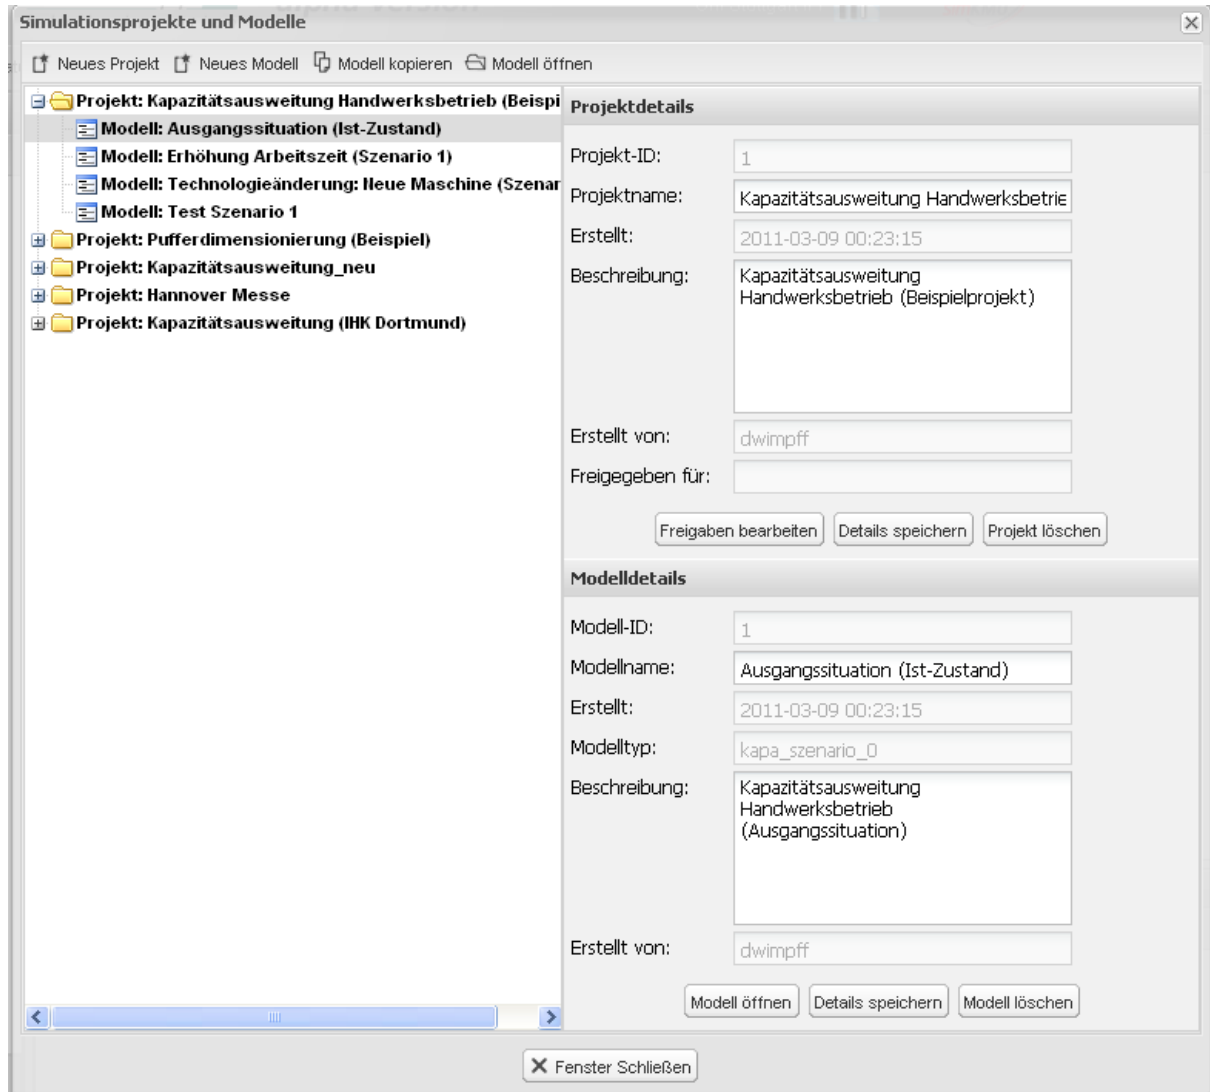 alpha version
Simulationsprojekte und Modelle
Neues Projekt Neues Modell Modell kopieren Modell öffnen
Projekt: Kapazitätsausweitung Handwerksbetrieb (Beispi
Modell: Ausgangssituation (Ist-Zustand)
Modell: Erhöhung Arbeitszeit (Szenario 1)
Modell: Technologieänderung: Neue Maschine (Szenar
Modell: Test Szenario 1
Projekt: Pufferdimensionierung (Beispiel)
Projekt: Kapazitätsausweitung_neu
Projekt: Hannover Messe
Projekt: Kapazitätsausweitung (IHK Dortmund)
Projektdetails
Projekt-ID: 1
Projektname: Kapazitätsausweitung Handwerksbetrie
Erstellt: 2011-03-09 00:23:15
Beschreibung: Kapazitätsausweitung
Handwerksbetrieb (Beispielprojekt)
Erstellt von: dwimpff
Freigegeben für:
Freigaben bearbeiten Details speichern Projekt löschen
Modelldetails
Modell-ID: 1
Modellname: Ausgangssituation (Ist-Zustand)
Erstellt: 2011-03-09 00:23:15
Modelltyp: kapa_szenario_0
Beschreibung: Kapazitätsausweitung
Handwerksbetrieb
(Ausgangssituation)
Erstellt von: dwimpff
Modell öffnen Details speichern Modell löschen
Fenster Schließen